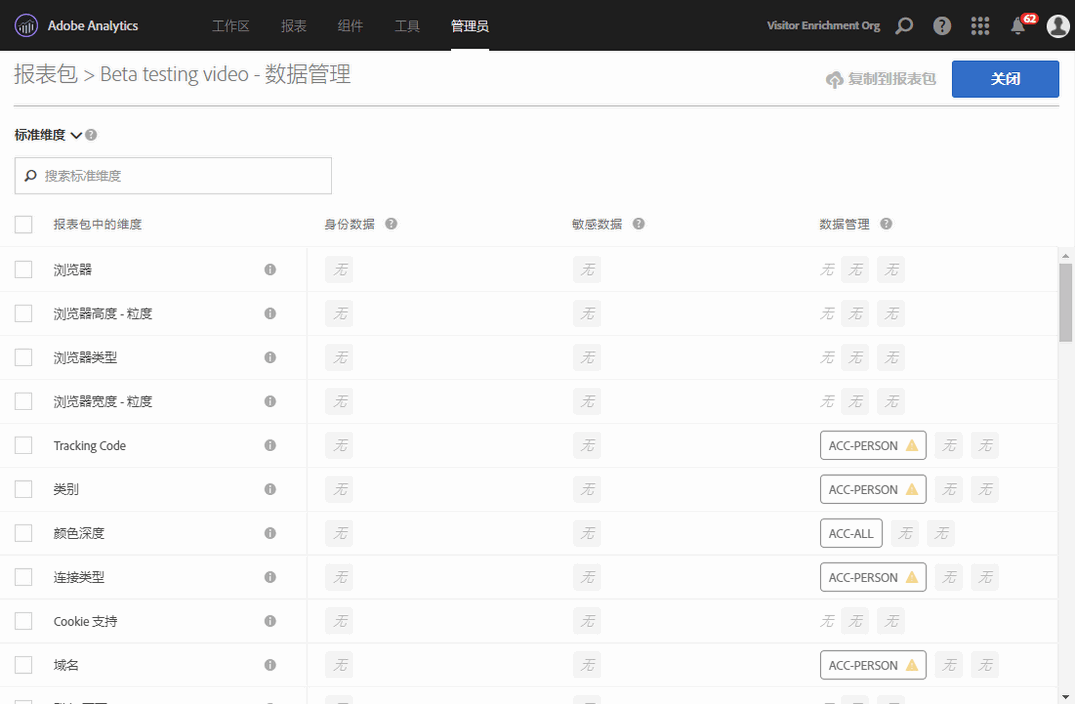 Adobe Analytics 工作区 报表 组件 工具 管理员 Visitor Enrichment Org 62
报表包 > Beta testing video - 数据管理 复制到报表包 关闭
标准维度
搜索标准维度
报表包中的维度 身份数据 敏感数据 数据管理
浏览器 无 无 无 无 无
浏览器高度 - 粒度 无 无 无 无 无
浏览器类型 无 无 无 无 无
浏览器宽度 - 粒度 无 无 无 无 无
Tracking Code 无 无 ACC-PERSON 无 无
类别 无 无 ACC-PERSON 无 无
颜色深度 无 无 ACC-ALL 无 无
连接类型 无 无 ACC-PERSON 无 无
Cookie 支持 无 无 无 无 无
域名 无 无 ACC-PERSON 无 无